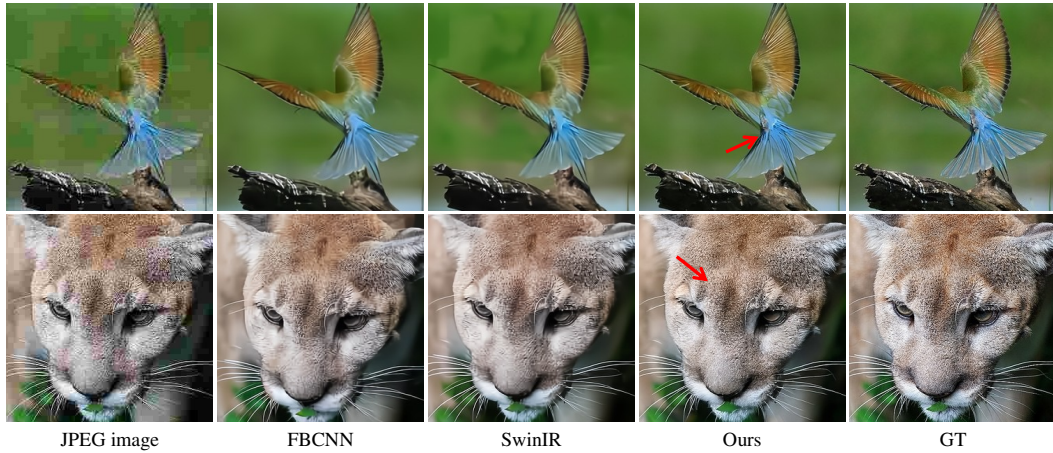 JPEG image
FBCNN
SwinIR
Ours
GT